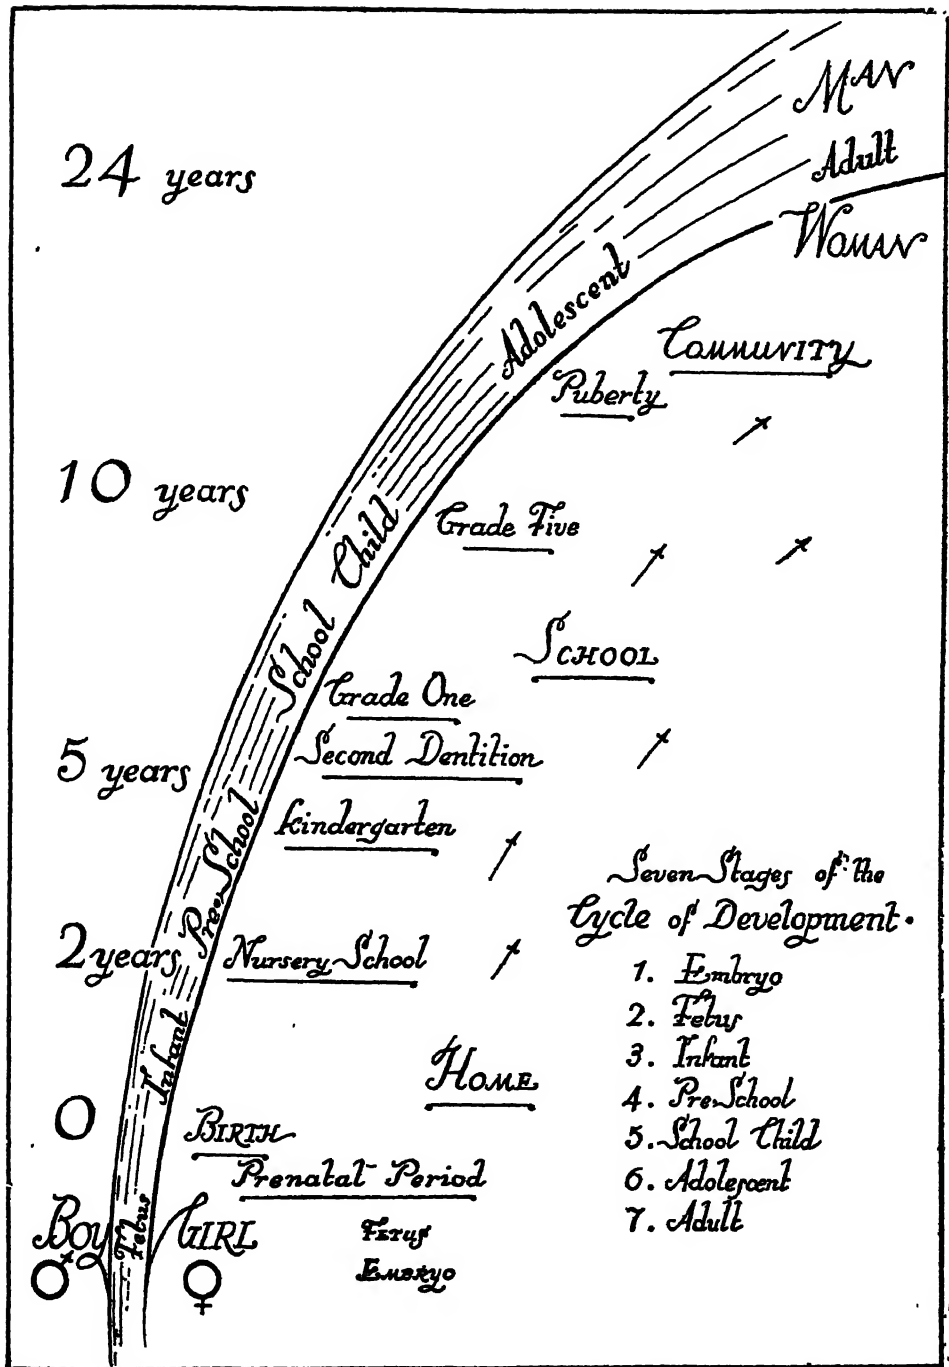 MAN
Adult
WOMAN
24 years
Adolescent
COMMUNITY
Puberty
10 years
Grade Five
School Child
SCHOOL
Grade One
Second Dentition
5 years
Kindergarten
Pre-School
2 years
Nursery School
Infant
HOME
0
BIRTH
Prenatal Period
Fetus
BOY
GIRL
♂
♀
FETUS
EMBRYO
Seven Stages of the
Cycle of Development.
1. Embryo
2. Fetus
3. Infant
4. Pre-School
5. School Child
6. Adolescent
7. Adult